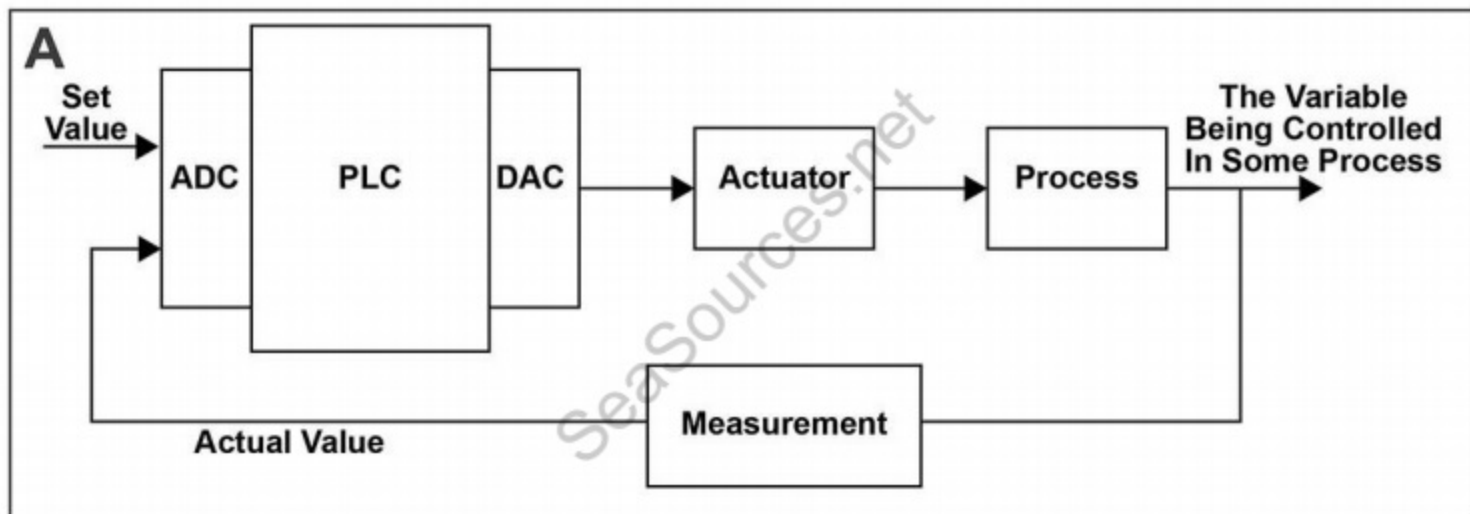 A
Set
Value
The Variable
Being Controlled
In Some Process
ADC
PLC
DAC
Actuator
Process
Measurement
Actual Value
SeaSources.net